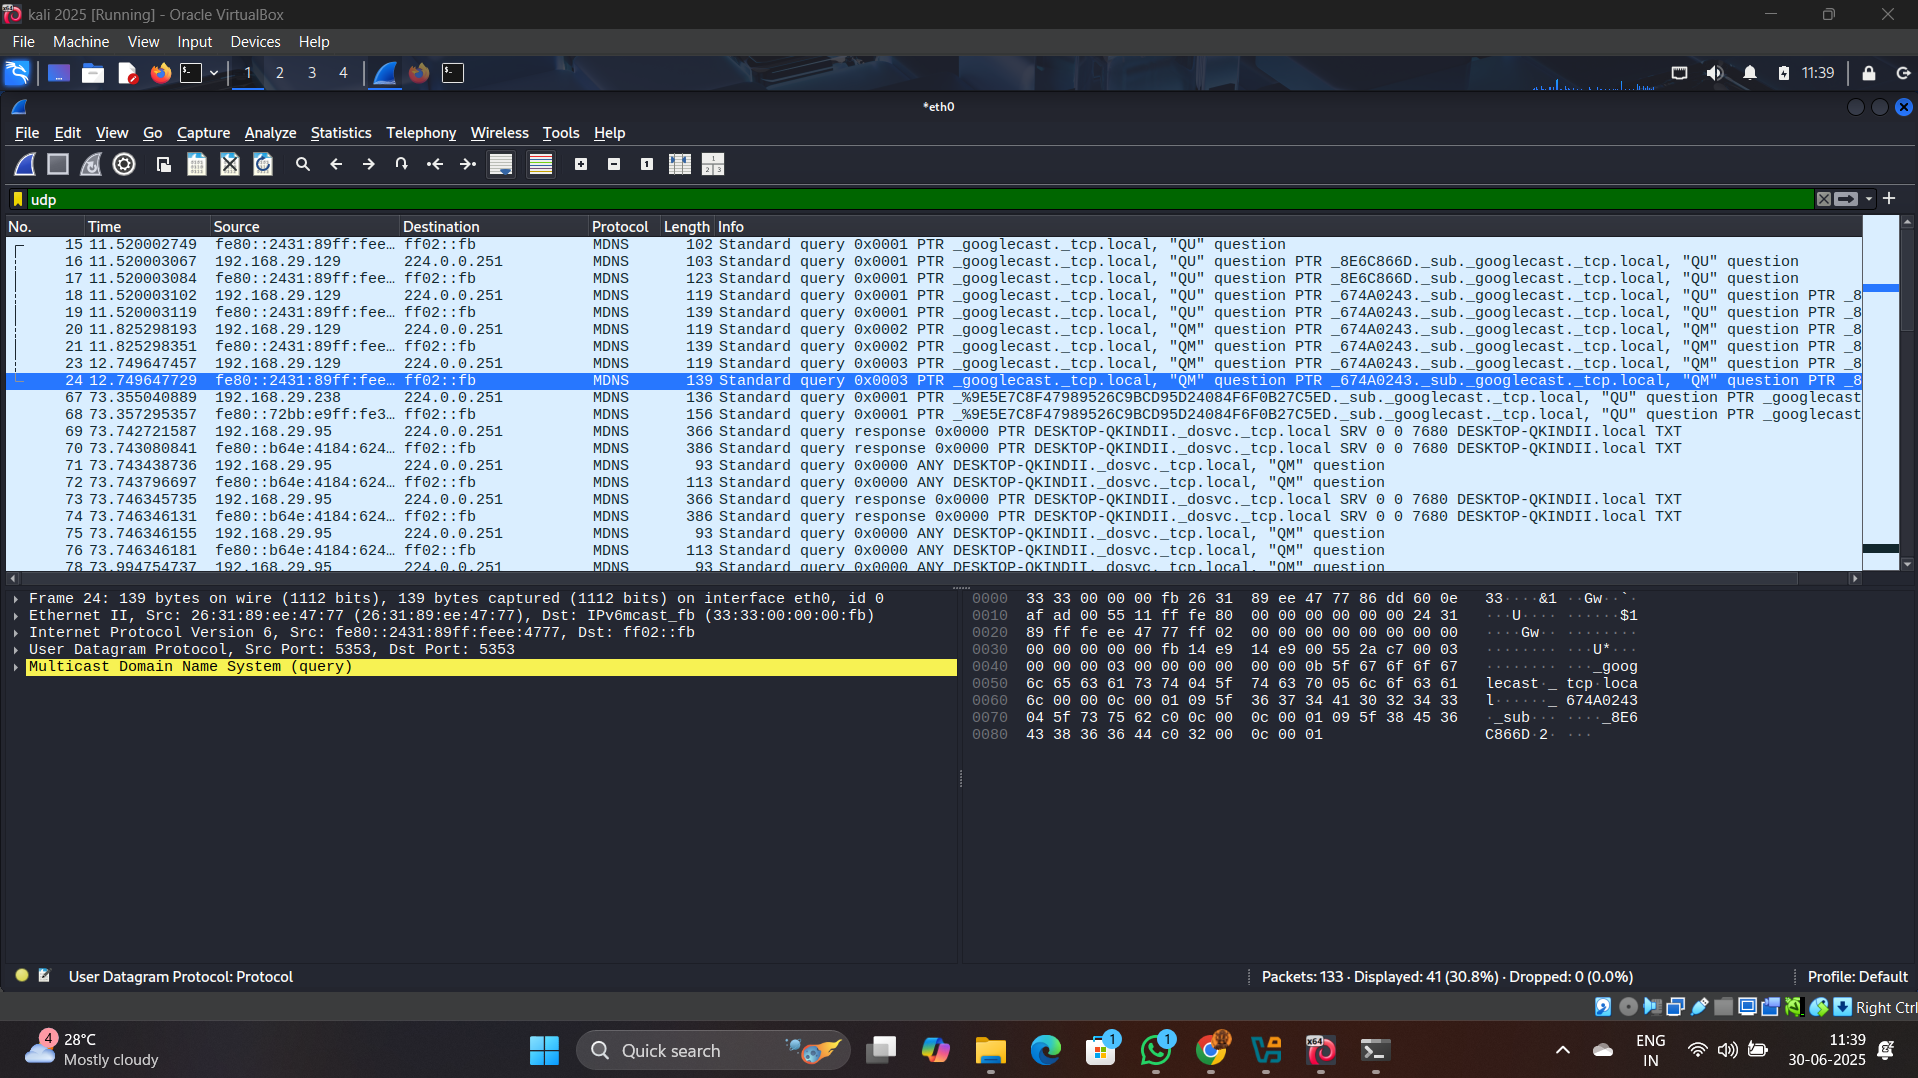 kali 2025 [Running] - Oracle VirtualBox
File Machine View Input Devices Help
1 2 3 4
11:39
*eth0
File Edit View Go Capture Analyze Statistics Telephony Wireless Tools Help
udp
No. Time Source Destination Protocol Length Info
15 11.520002749 fe80::2431:89ff:fee… ff02::fb MDNS 102 Standard query 0x0001 PTR _googlecast._tcp.local, "QU" question
16 11.520003067 192.168.29.129 224.0.0.251 MDNS 103 Standard query 0x0001 PTR _googlecast._tcp.local, "QU" question PTR _8E6C866D._sub._googlecast._tcp.local, "QU" question
17 11.520003084 fe80::2431:89ff:fee… ff02::fb MDNS 123 Standard query 0x0001 PTR _googlecast._tcp.local, "QU" question PTR _8E6C866D._sub._googlecast._tcp.local, "QU" question
18 11.520003102 192.168.29.129 224.0.0.251 MDNS 119 Standard query 0x0001 PTR _googlecast._tcp.local, "QU" question PTR _674A0243._sub._googlecast._tcp.local, "QU" question PTR _8
19 11.520003119 fe80::2431:89ff:fee… ff02::fb MDNS 139 Standard query 0x0001 PTR _googlecast._tcp.local, "QU" question PTR _674A0243._sub._googlecast._tcp.local, "QU" question PTR _8
20 11.825298193 192.168.29.129 224.0.0.251 MDNS 119 Standard query 0x0002 PTR _googlecast._tcp.local, "QM" question PTR _674A0243._sub._googlecast._tcp.local, "QM" question PTR _8
21 11.825298351 fe80::2431:89ff:fee… ff02::fb MDNS 139 Standard query 0x0002 PTR _googlecast._tcp.local, "QM" question PTR _674A0243._sub._googlecast._tcp.local, "QM" question PTR _8
23 12.749647457 192.168.29.129 224.0.0.251 MDNS 119 Standard query 0x0003 PTR _googlecast._tcp.local, "QM" question PTR _674A0243._sub._googlecast._tcp.local, "QM" question PTR _8
24 12.749647729 fe80::2431:89ff:fee… ff02::fb MDNS 139 Standard query 0x0003 PTR _googlecast._tcp.local, "QM" question PTR _674A0243._sub._googlecast._tcp.local, "QM" question PTR _8
67 73.355040889 192.168.29.238 224.0.0.251 MDNS 136 Standard query 0x0001 PTR _%9E5E7C8F47989526C9BCD95D24084F6F0B27C5ED._sub._googlecast._tcp.local, "QU" question PTR _googlecast
68 73.357295357 fe80::72bb:e9ff:fe3… ff02::fb MDNS 156 Standard query 0x0001 PTR _%9E5E7C8F47989526C9BCD95D24084F6F0B27C5ED._sub._googlecast._tcp.local, "QU" question PTR _googlecast
69 73.742721587 192.168.29.95 224.0.0.251 MDNS 366 Standard query response 0x0000 PTR DESKTOP-QKINDII._dosvc._tcp.local SRV 0 0 7680 DESKTOP-QKINDII.local TXT
70 73.743080841 fe80::b64e:4184:624… ff02::fb MDNS 386 Standard query response 0x0000 PTR DESKTOP-QKINDII._dosvc._tcp.local SRV 0 0 7680 DESKTOP-QKINDII.local TXT
71 73.743438736 192.168.29.95 224.0.0.251 MDNS 93 Standard query 0x0000 ANY DESKTOP-QKINDII._dosvc._tcp.local, "QM" question
72 73.743796697 fe80::b64e:4184:624… ff02::fb MDNS 113 Standard query 0x0000 ANY DESKTOP-QKINDII._dosvc._tcp.local, "QM" question
73 73.746345735 192.168.29.95 224.0.0.251 MDNS 366 Standard query response 0x0000 PTR DESKTOP-QKINDII._dosvc._tcp.local SRV 0 0 7680 DESKTOP-QKINDII.local TXT
74 73.746346131 fe80::b64e:4184:624… ff02::fb MDNS 386 Standard query response 0x0000 PTR DESKTOP-QKINDII._dosvc._tcp.local SRV 0 0 7680 DESKTOP-QKINDII.local TXT
75 73.746346155 192.168.29.95 224.0.0.251 MDNS 93 Standard query 0x0000 ANY DESKTOP-QKINDII._dosvc._tcp.local, "QM" question
76 73.746346181 fe80::b64e:4184:624… ff02::fb MDNS 113 Standard query 0x0000 ANY DESKTOP-QKINDII._dosvc._tcp.local, "QM" question
78 73.994754737 192.168.29.95 224.0.0.251 MDNS 93 Standard query 0x0000 ANY DESKTOP-QKINDII._dosvc._tcp.local, "QM" question
Frame 24: 139 bytes on wire (1112 bits), 139 bytes captured (1112 bits) on interface eth0, id 0
Ethernet II, Src: 26:31:89:ee:47:77 (26:31:89:ee:47:77), Dst: IPv6mcast_fb (33:33:00:00:00:fb)
Internet Protocol Version 6, Src: fe80::2431:89ff:feee:4777, Dst: ff02::fb
User Datagram Protocol, Src Port: 5353, Dst Port: 5353
Multicast Domain Name System (query)
0000 33 33 00 00 00 fb 26 31 89 ee 47 77 86 dd 60 0e 33····&1 ··Gw··`·
0010 af ad 00 55 11 ff fe 80 00 00 00 00 00 00 24 31 ···U···· ······$1
0020 89 ff fe ee 47 77 ff 02 00 00 00 00 00 00 00 00 ····Gw·· ········
0030 00 00 00 00 00 fb 14 e9 14 e9 00 55 2a c7 00 03 ········ ···U*···
0040 00 00 00 03 00 00 00 00 00 00 0b 5f 67 6f 6f 67 ········ ···_goog
0050 6c 65 63 61 73 74 04 5f 74 63 70 05 6c 6f 63 61 lecast·_ tcp·loca
0060 6c 00 00 0c 00 01 09 5f 36 37 34 41 30 32 34 33 l······_ 674A0243
0070 04 5f 73 75 62 c0 0c 00 0c 00 01 09 5f 38 45 36 ·_sub··· ····_8E6
0080 43 38 36 36 44 c0 32 00 0c 00 01 C866D·2· ···
User Datagram Protocol: Protocol
Packets: 133 · Displayed: 41 (30.8%) · Dropped: 0 (0.0%)
Profile: Default
Right Ctrl
4
28°C
Mostly cloudy
Quick search
1
1
x64
ENG
IN
11:39
30-06-2025